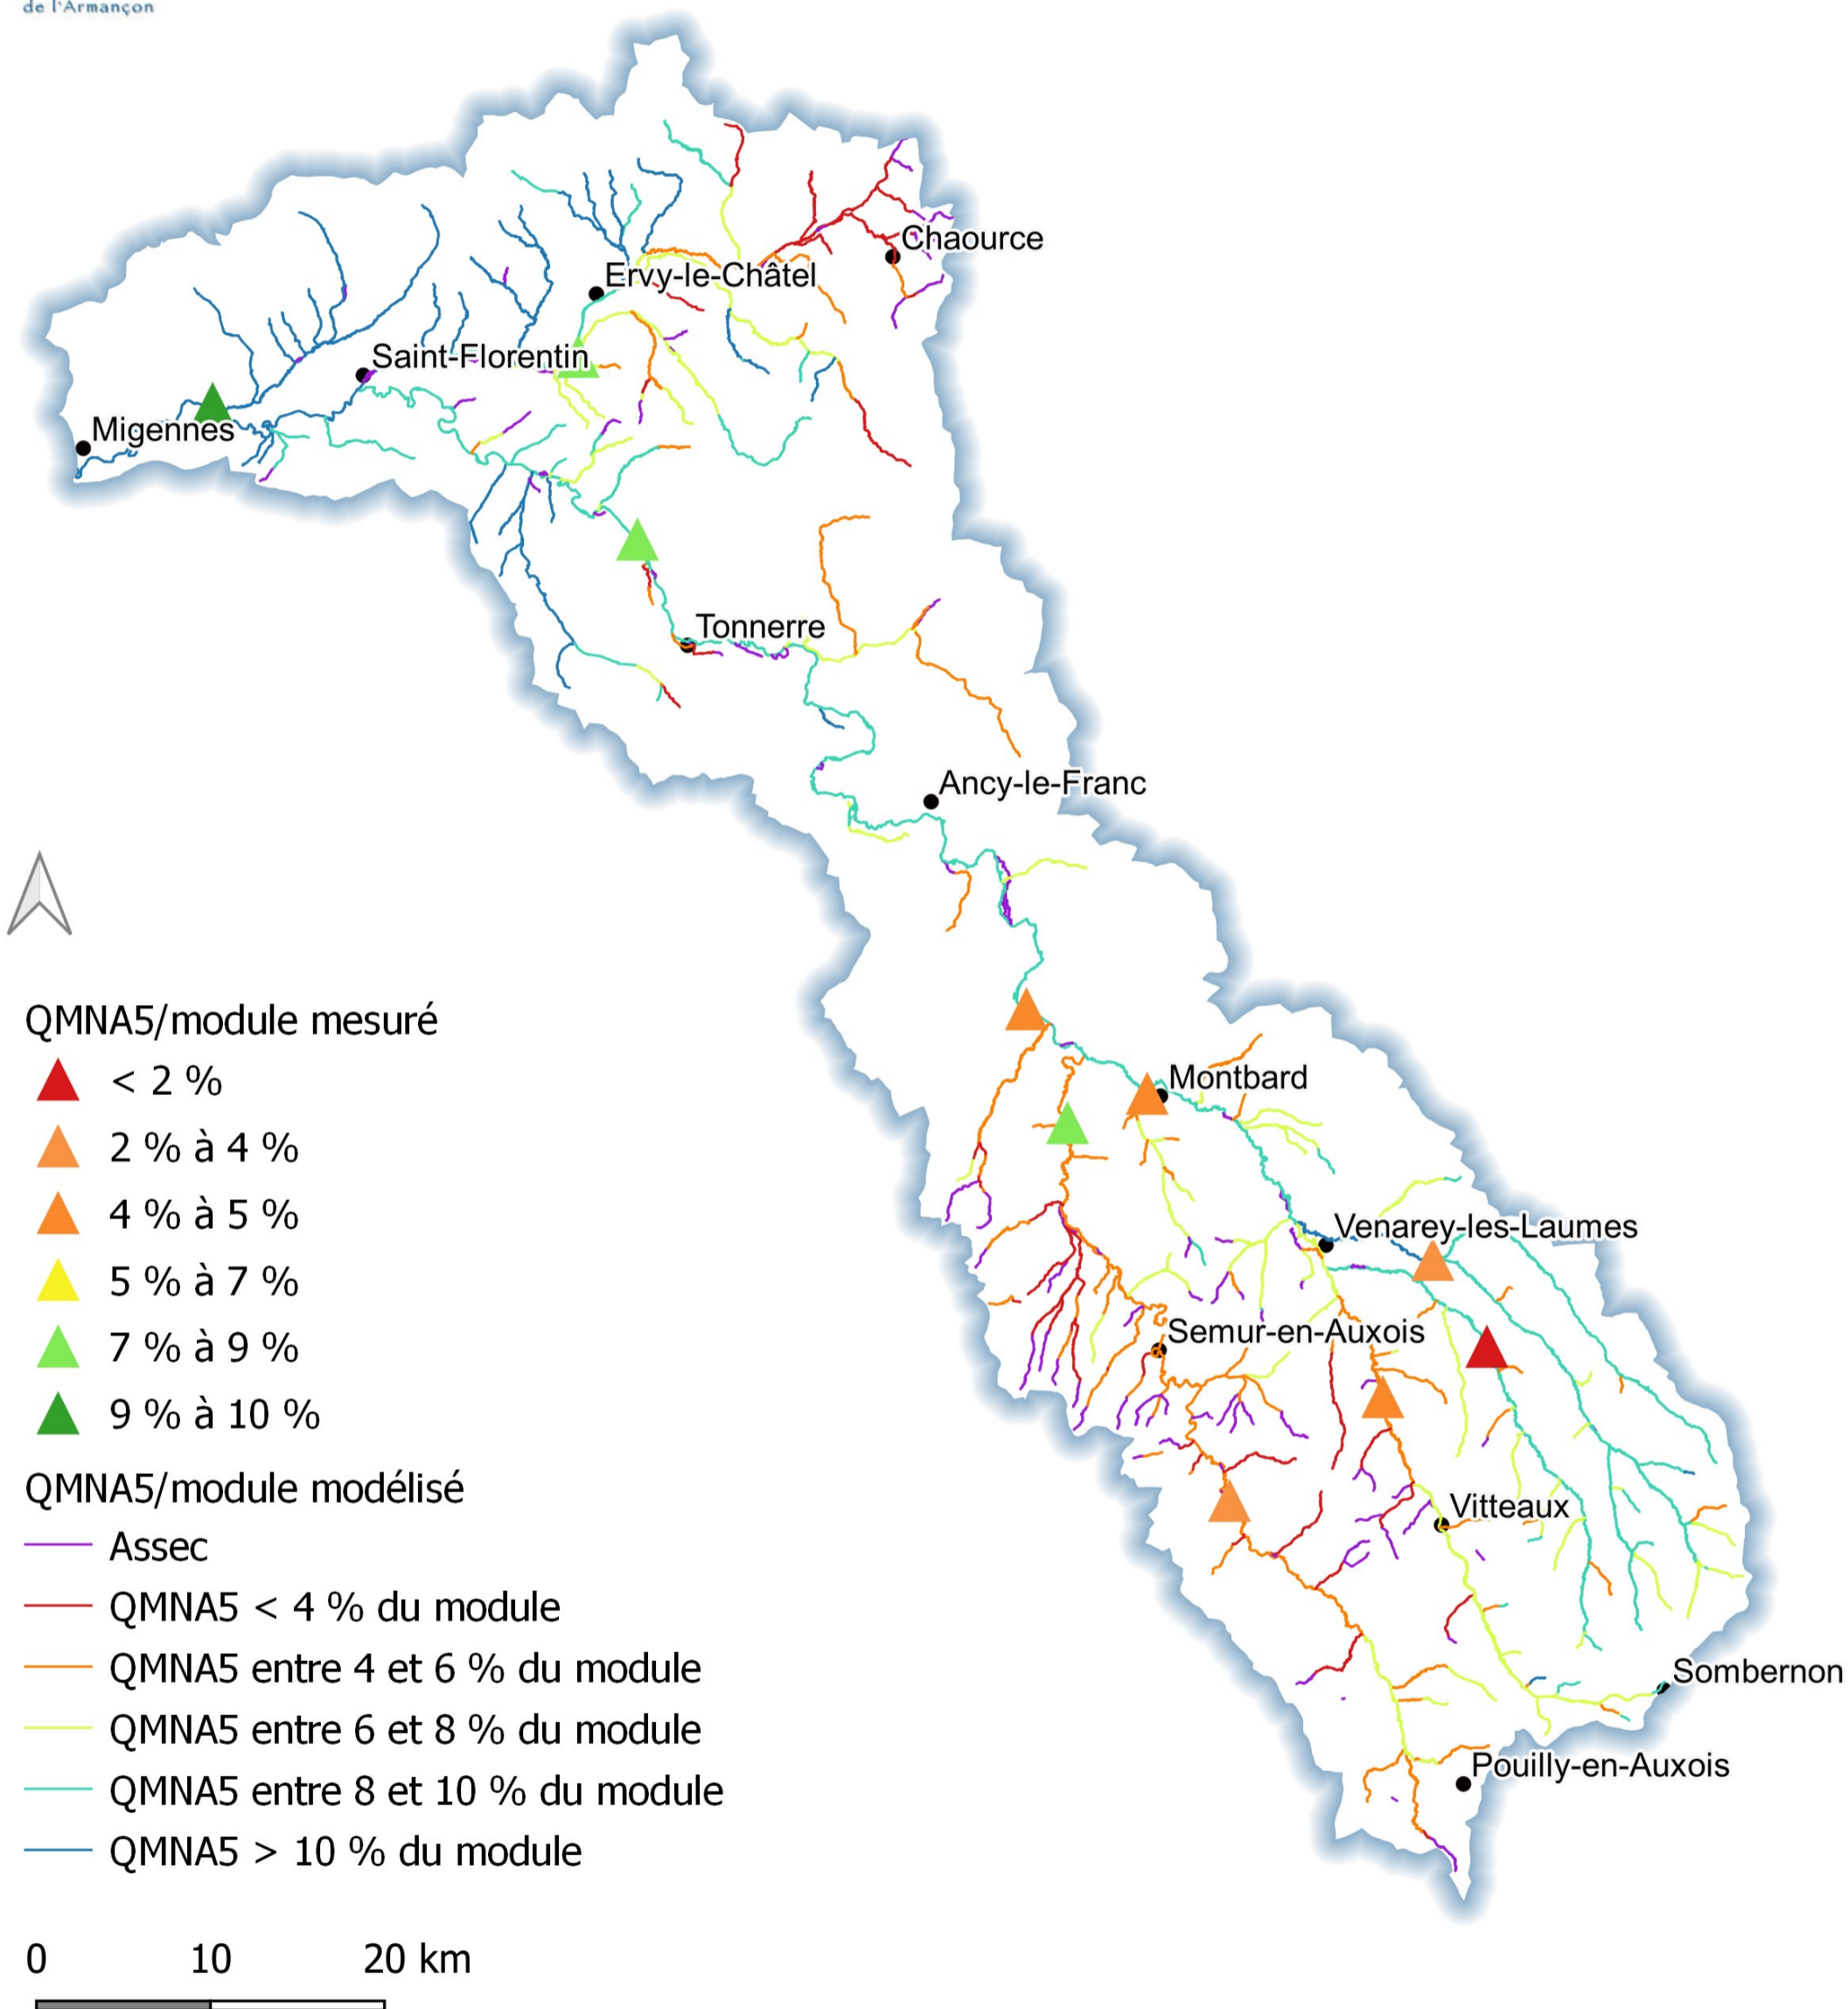 de l'Armançon
Chaource
Ervy-le-Châtel
Saint-Florentin
Migennes
Tonnerre
Ancy-le-Franc
Montbard
Venarey-les-Laumes
Semur-en-Auxois
Vitteaux
Sombernon
Pouilly-en-Auxois
QMNA5/module mesuré
< 2 %
2 % à 4 %
4 % à 5 %
5 % à 7 %
7 % à 9 %
9 % à 10 %
QMNA5/module modélisé
Assec
QMNA5 < 4 % du module
QMNA5 entre 4 et 6 % du module
QMNA5 entre 6 et 8 % du module
QMNA5 entre 8 et 10 % du module
QMNA5 > 10 % du module
0 10 20 km